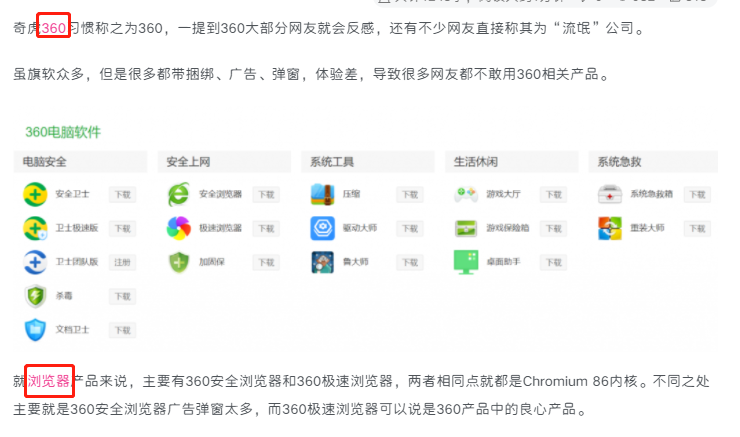 奇虎360习惯称之为360，一提到360大部分网友就会反感，还有不少网友直接称其为“流氓”公司。
虽旗软众多，但是很多都带捆绑、广告、弹窗，体验差，导致很多网友都不敢用360相关产品。
360电脑软件
电脑安全 安全上网 系统工具 生活休闲 系统急救
安全卫士 下载 安全浏览器 下载 压缩 下载 游戏大厅 下载 系统急救箱 下载
卫士极速版 下载 极速浏览器 下载 驱动大师 下载 游戏保险箱 下载 重装大师 下载
卫士团队版 注册 加固保 下载 鲁大师 下载 桌面助手 下载
杀毒 下载
文档卫士 下载
就浏览器产品来说，主要有360安全浏览器和360极速浏览器，两者相同点就都是Chromium 86内核。不同之处
主要就是360安全浏览器广告弹窗太多，而360极速浏览器可以说是360产品中的良心产品。